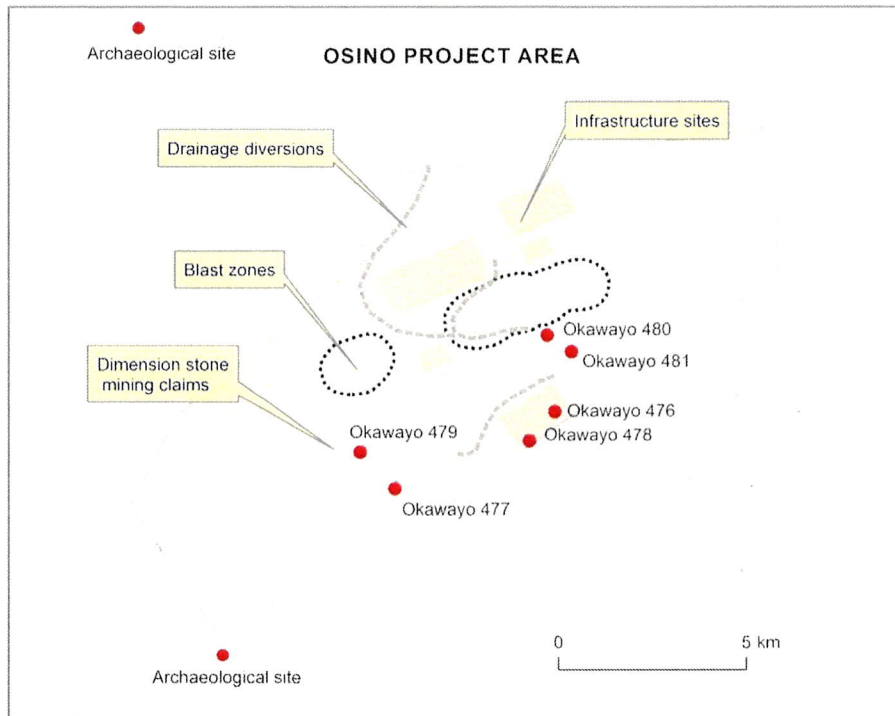 Archaeological site
OSINO PROJECT AREA
Infrastructure sites
Drainage diversions
Blast zones
Okawayo 480
Okawayo 481
Dimension stone
mining claims
Okawayo 476
Okawayo 479
Okawayo 478
Okawayo 477
0
5 km
Archaeological site